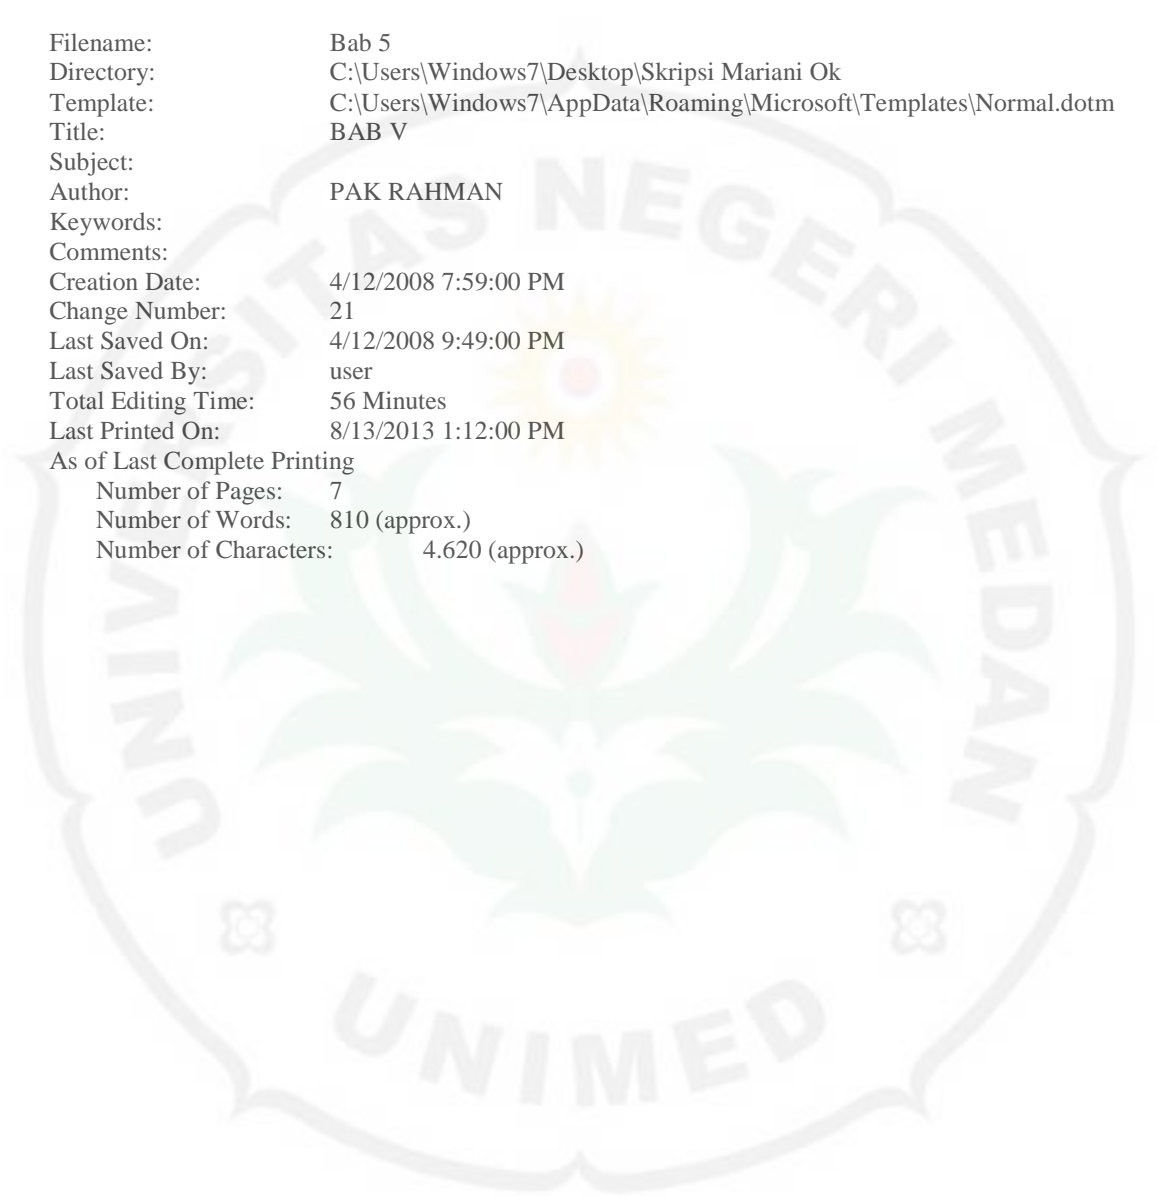 Filename: Bab 5
Directory: C:\Users\Windows7\Desktop\Skripsi Mariani Ok
Template: C:\Users\Windows7\AppData\Roaming\Microsoft\Templates\Normal.dotm
Title: BAB V
Subject:
Author: PAK RAHMAN
Keywords:
Comments:
Creation Date: 4/12/2008 7:59:00 PM
Change Number: 21
Last Saved On: 4/12/2008 9:49:00 PM
Last Saved By: user
Total Editing Time: 56 Minutes
Last Printed On: 8/13/2013 1:12:00 PM
As of Last Complete Printing
Number of Pages: 7
Number of Words: 810 (approx.)
Number of Characters: 4.620 (approx.)
UNIVERSITAS NEGERI MEDAN
UNIMED